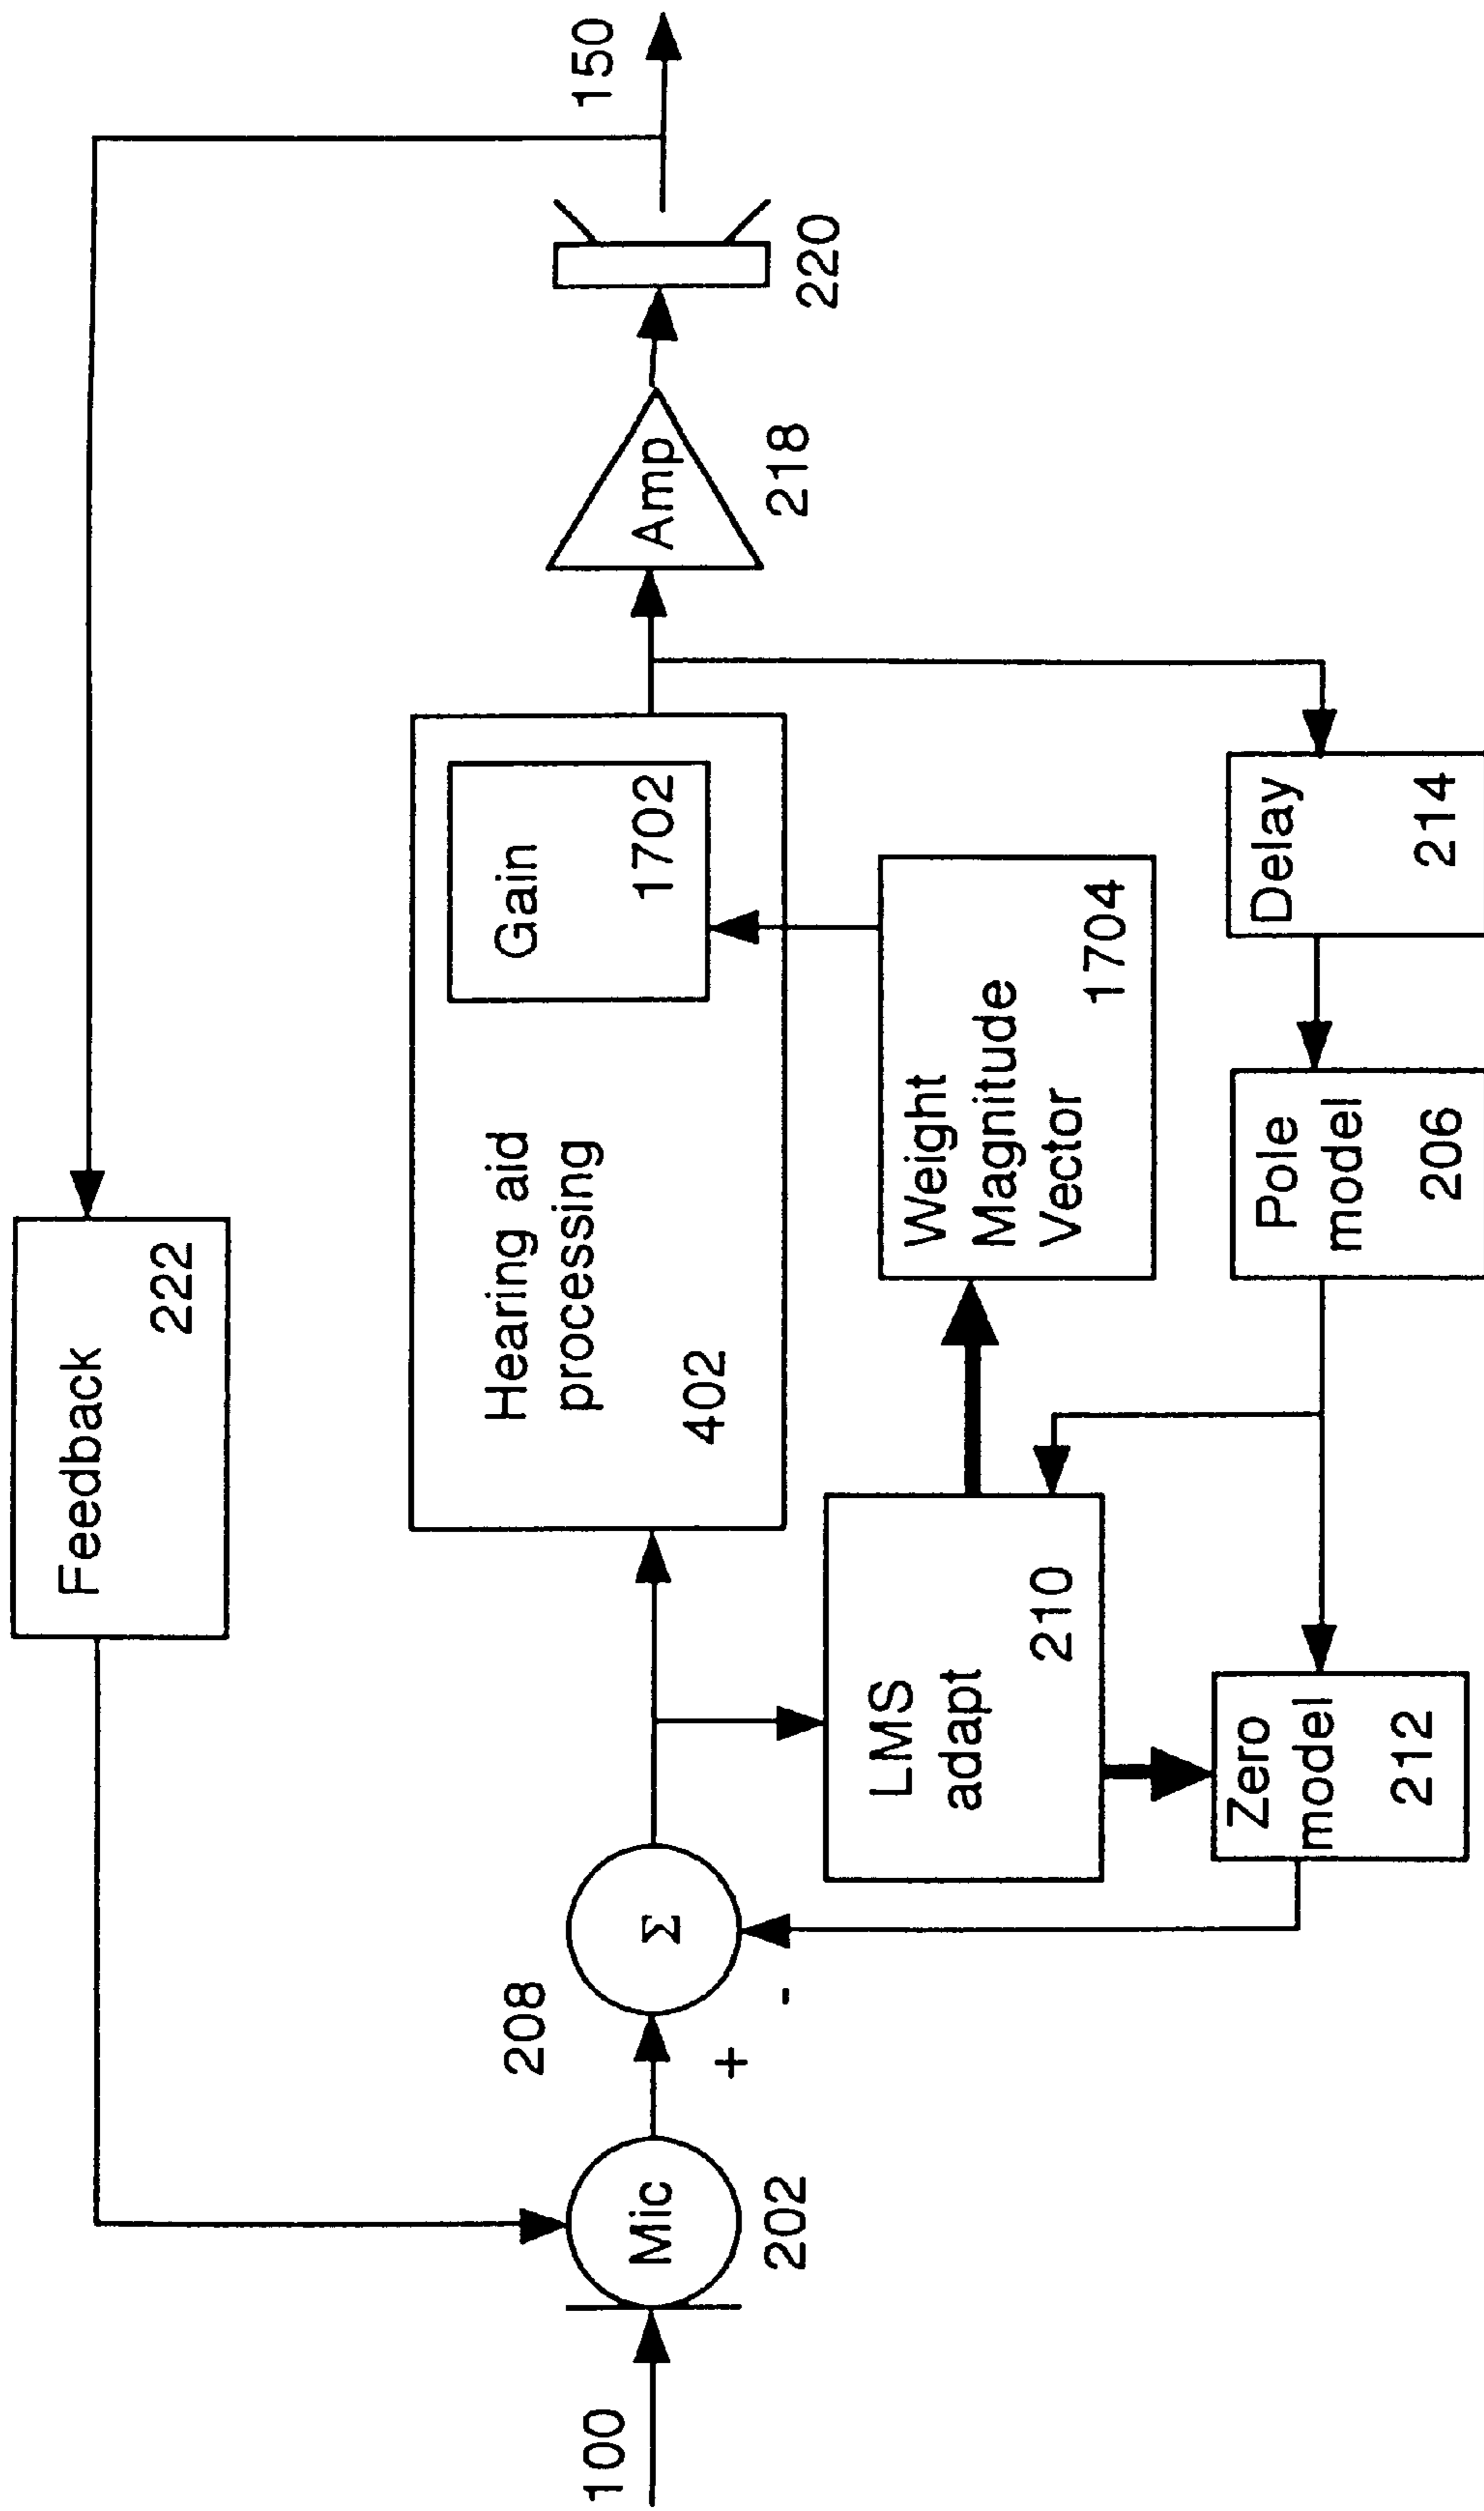 Feedback
222
Hearing aid
processing
402
Gain
1702
100
Mic
202
208
Σ
+
-
Amp
218
220
150
LMS
adapt
210
Weight
Magnitude
Vector
1704
Zero
model
212
Pole
model
206
Delay
214